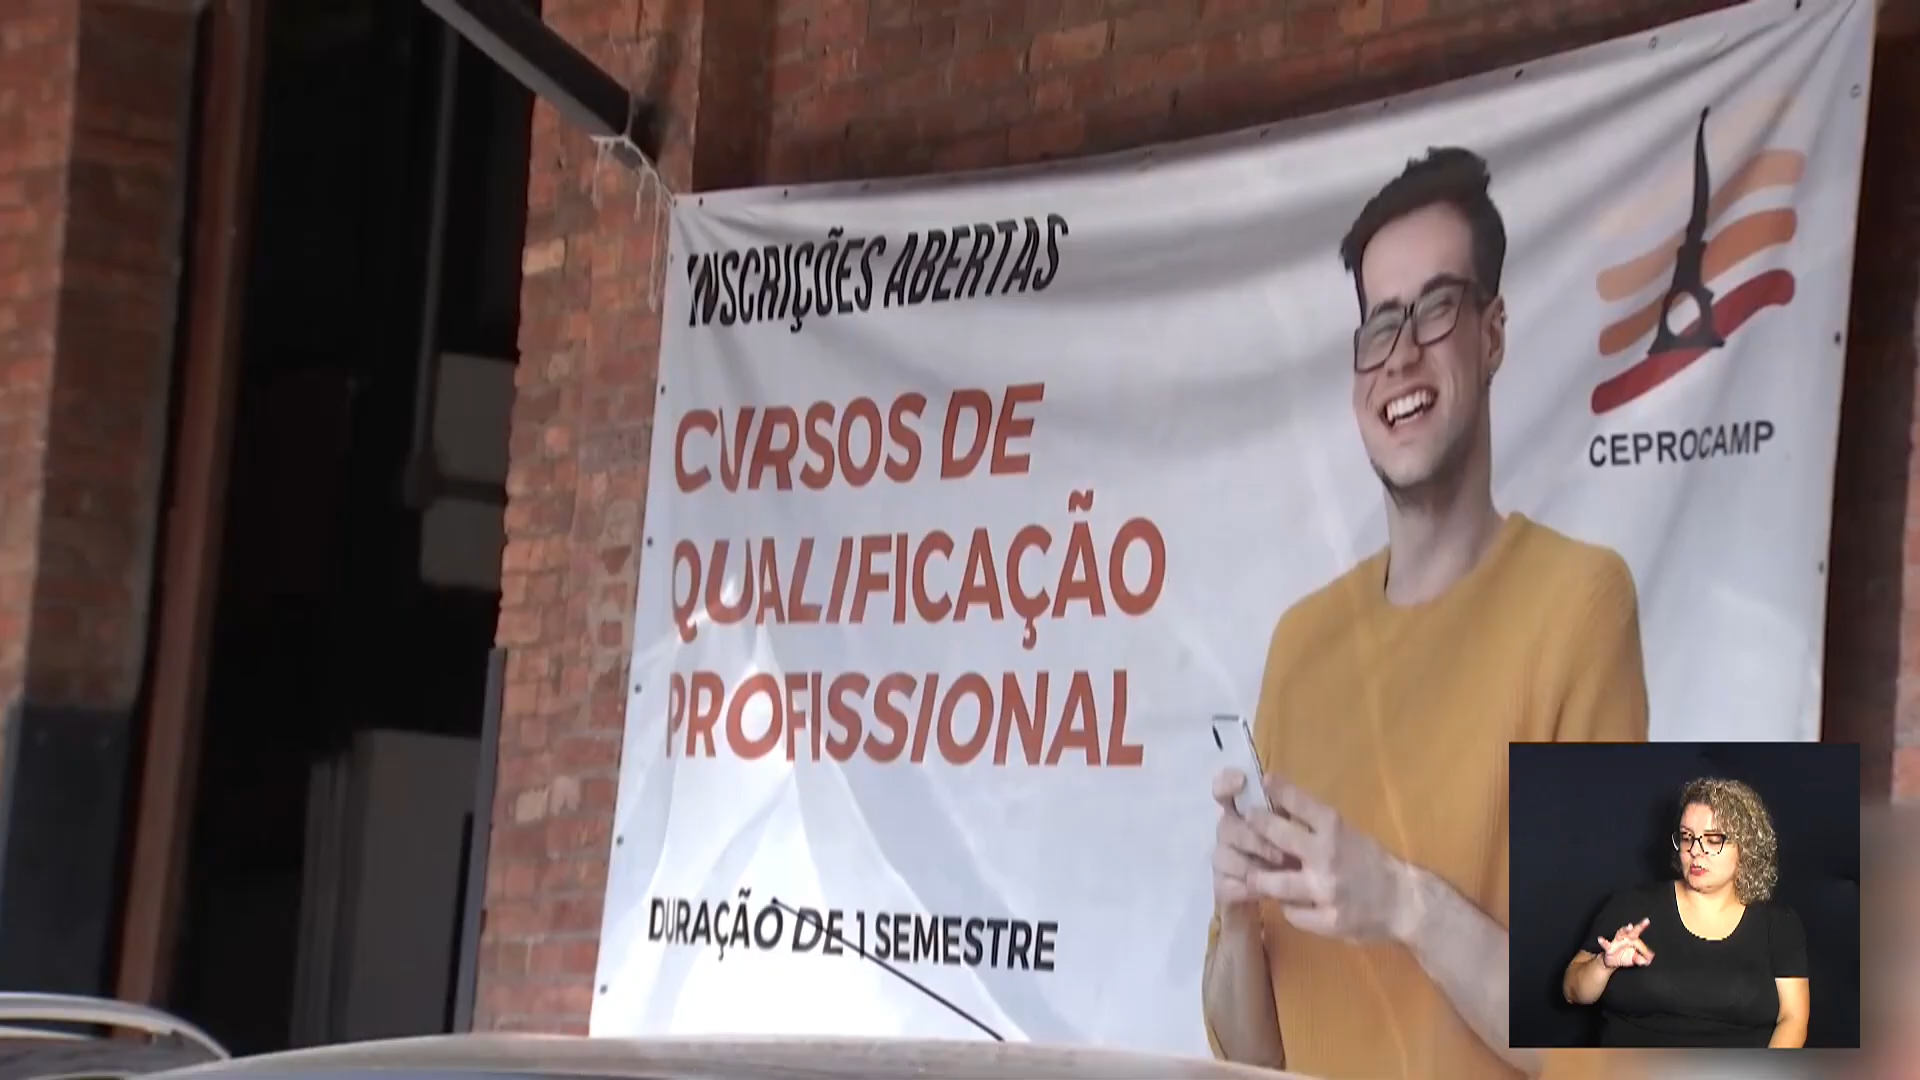 INSCRIÇÕES ABERTAS
CURSOS DE
QUALIFICAÇÃO
PROFISSIONAL
DURAÇÃO DE 1 SEMESTRE
CEPROCAMP